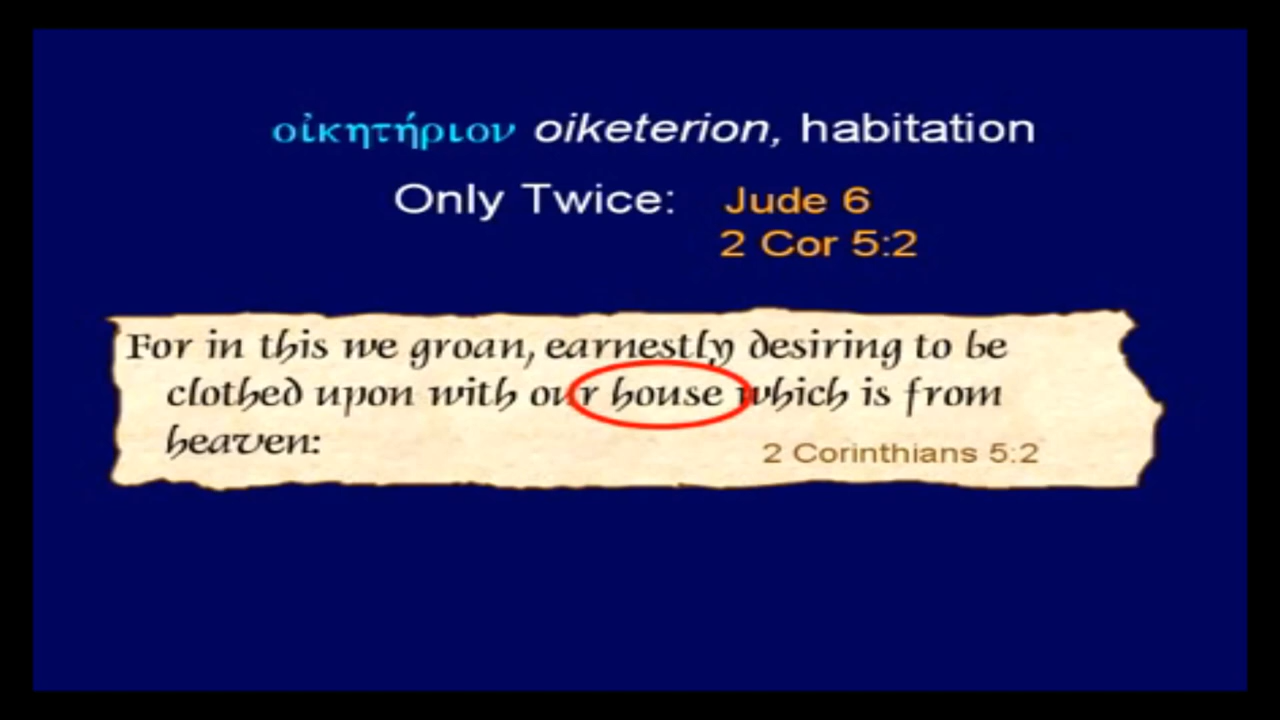 οἰκητήριον oiketerion, habitation
Only Twice: Jude 6
2 Cor 5:2
For in this we groan, earnestly desiring to be
clothed upon with our house which is from
heaven:
2 Corinthians 5:2